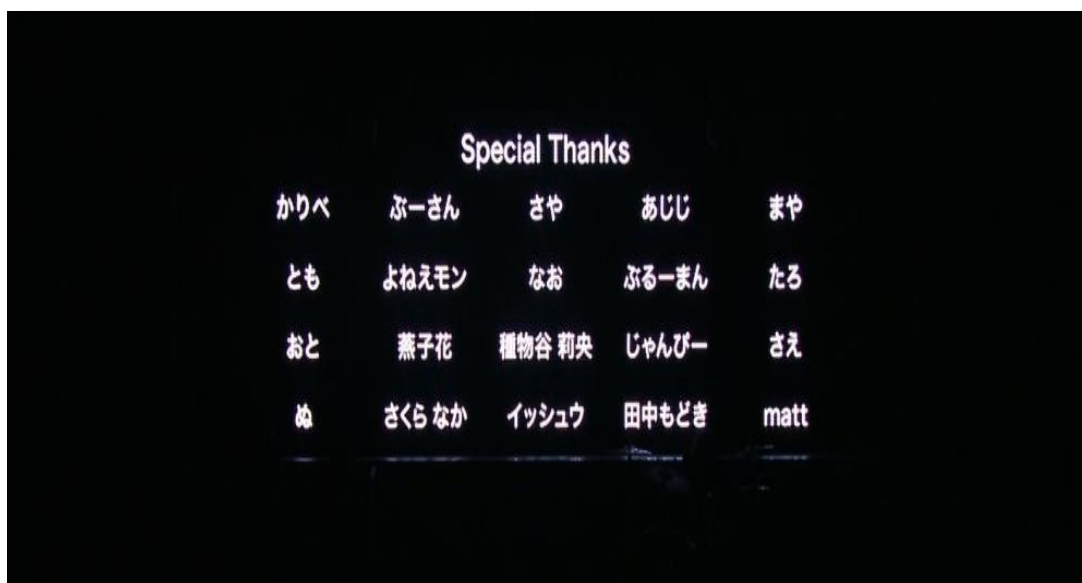 Special Thanks
かりべ ぶーさん さや あじじ まや
とも よねえモン なお ぶるーまん たろ
おと 燕子花 種物谷 莉央 じゃんぴー さえ
ぬ さくら なか イッシュウ 田中もどき matt